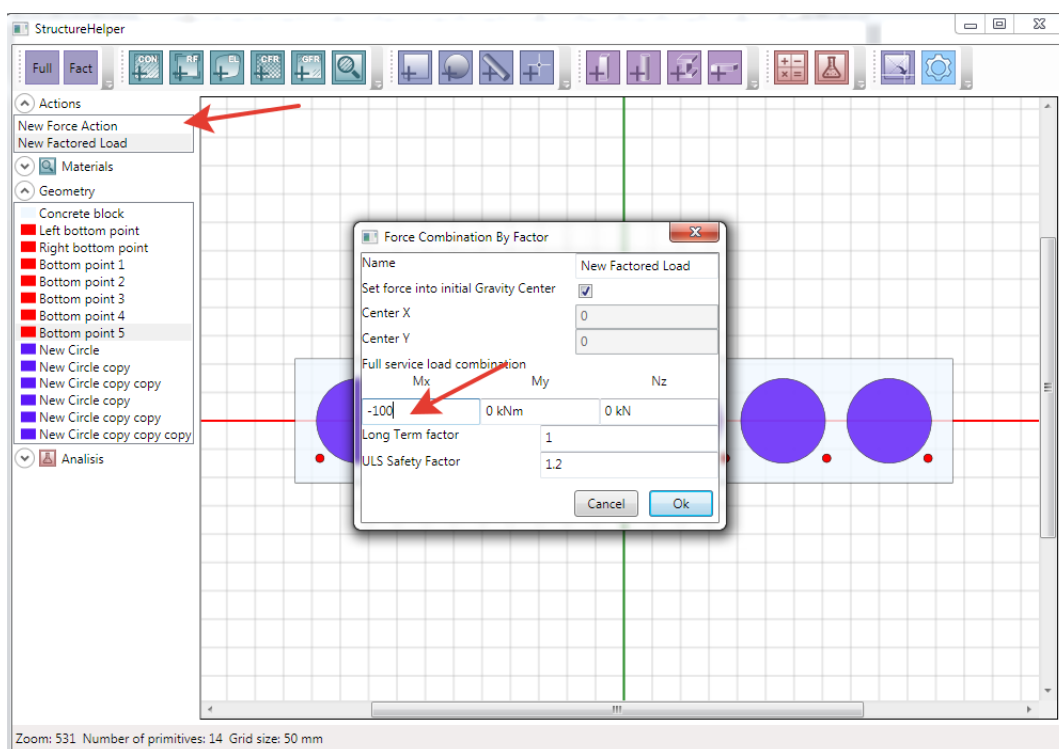 StructureHelper
Full Fact CON RF EL CFR GFR
Actions
New Force Action
New Factored Load
Materials
Geometry
Concrete block
Left bottom point
Right bottom point
Bottom point 1
Bottom point 2
Bottom point 3
Bottom point 4
Bottom point 5
New Circle
New Circle copy
New Circle copy copy
New Circle copy
New Circle copy copy
New Circle copy copy copy
Analisis
Force Combination By Factor
Name New Factored Load
Set force into initial Gravity Center
Center X 0
Center Y 0
Full service load combination
Mx My Nz
-100 0 kNm 0 kN
Long Term factor 1
ULS Safety Factor 1.2
Cancel Ok
Zoom: 531 Number of primitives: 14 Grid size: 50 mm